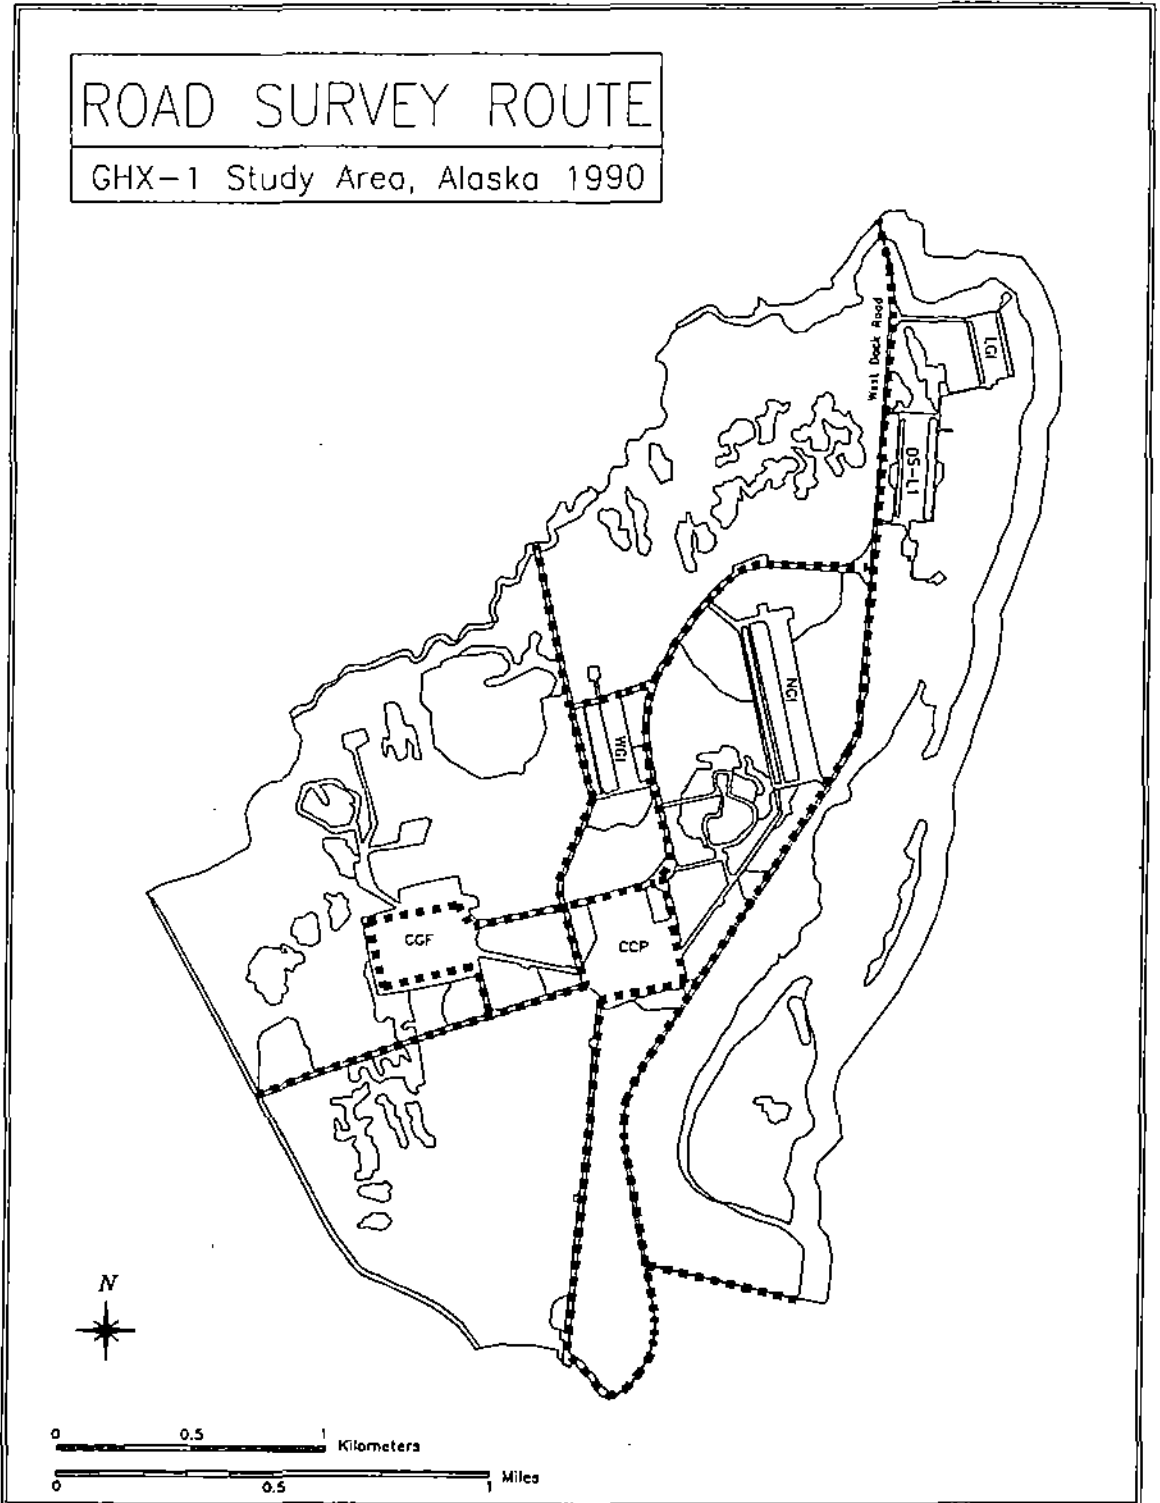 ROAD SURVEY ROUTE
GHX-1 Study Area, Alaska 1990
West Dock Road
LGI
DS-L1
NGI
WGI
CGF
CCP
N
0 0.5 1 Kilometers
0 0.5 1 Miles